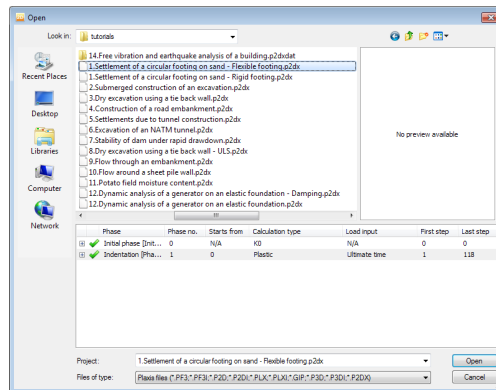 Open
Look in: tutorials
Recent Places
Desktop
Libraries
Computer
Network
14.Free vibration and earthquake analysis of a building.p2dxdat
1.Settlement of a circular footing on sand - Flexible footing.p2dx
1.Settlement of a circular footing on sand - Rigid footing.p2dx
2.Submerged construction of an excavation.p2dx
3.Dry excavation using a tie back wall.p2dx
4.Construction of a road embankment.p2dx
5.Settlements due to tunnel construction.p2dx
6.Excavation of an NATM tunnel.p2dx
7.Stability of dam under rapid drawdown.p2dx
8.Dry excavation using a tie back wall - ULS.p2dx
9.Flow through an embankment.p2dx
10.Flow around a sheet pile wall.p2dx
11.Potato field moisture content.p2dx
12.Dynamic analysis of a generator on an elastic foundation - Damping.p2dx
12.Dynamic analysis of a generator on an elastic foundation.p2dx
No preview available
Phase Phase no. Starts from Calculation type Load input First step Last step
Initial phase [Init... 0 N/A K0 N/A 0 0
Indentation [Pha... 1 0 Plastic Ultimate time 1 118
Project: 1.Settlement of a circular footing on sand - Flexible footing.p2dx Open
Files of type: Plaxis files (*.PF3;*.PF3I;*.P2D;*.P2DI;*.PLX;*.PLXI;*.GIP;*.P3D;*.P3DI;*.P2DX) Cancel